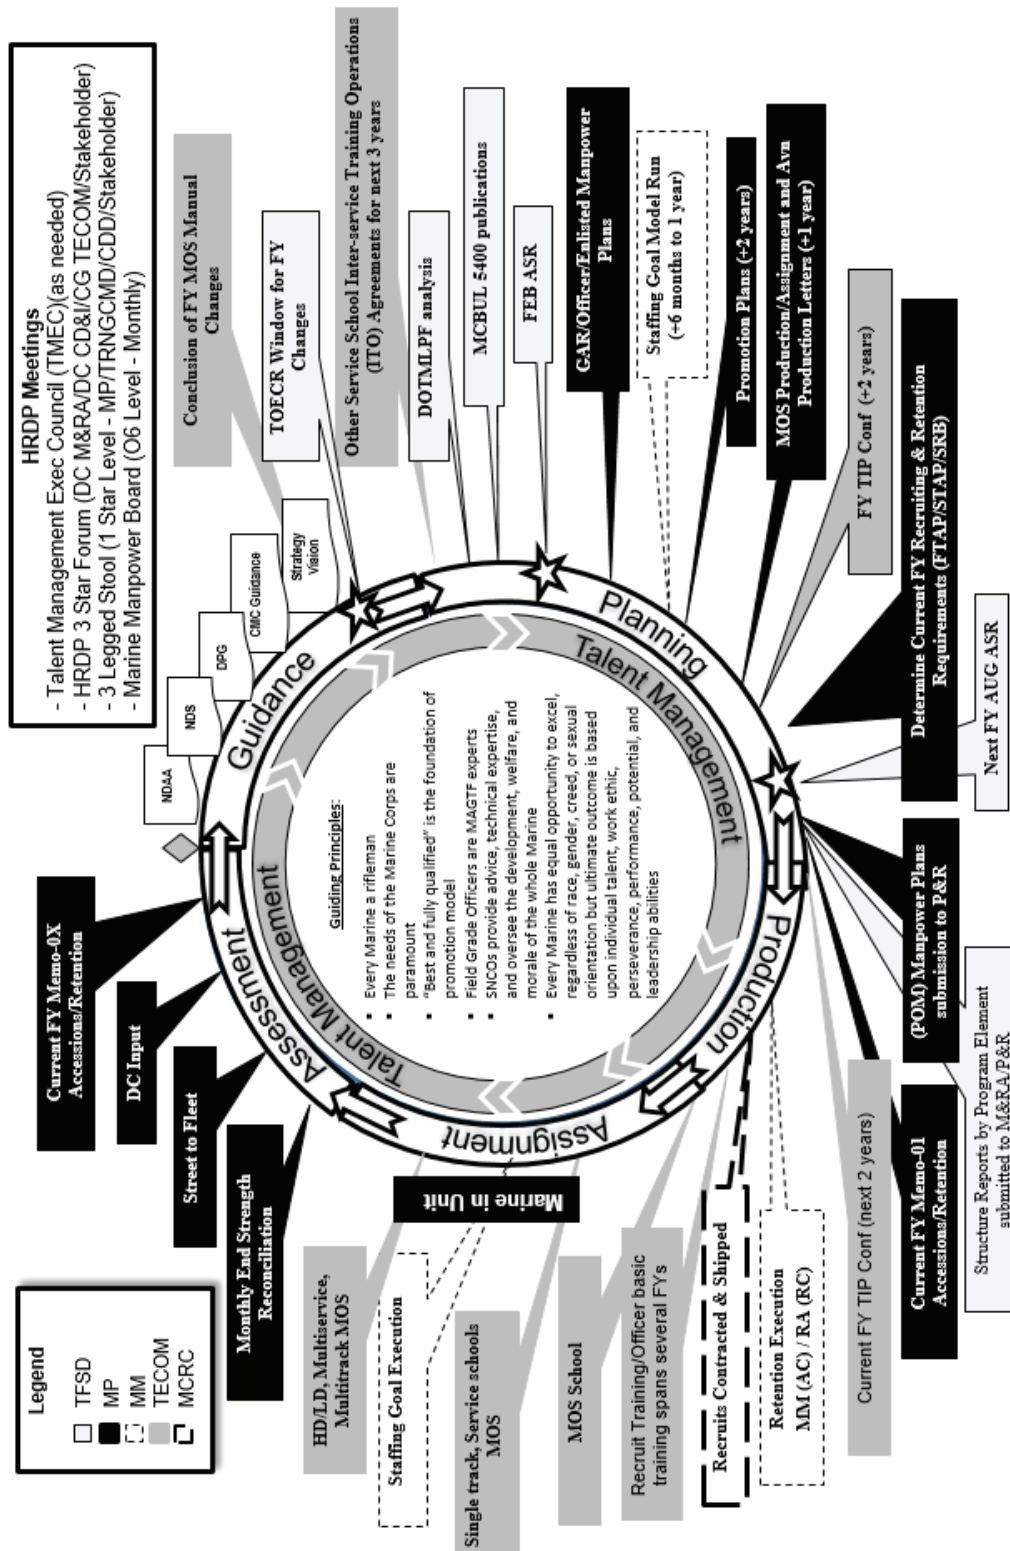 HRDP Meetings
- Talent Management Exec Council (TMEC)(as needed)
- HRDP 3 Star Forum (DC M&RA/DC CD&I/CG TECOM/Stakeholder)
- 3 Legged Stool (1 Star Level - MP/TRNGCMD/CDD/Stakeholder)
- Marine Manpower Board (O6 Level - Monthly)
Legend
TFSD
MP
MM
TECOM
MCRC
NDAA
NDS
DPG
CMC Guidance
Strategy
Vision
Conclusion of FY MOS Manual
Changes
TOECR Window for FY
Changes
Other Service School Inter-service Training Operations
(ITO) Agreements for next 3 years
DOTMLPF analysis
MCBUL 5400 publications
FEB ASR
GAR/Officer/Enlisted Manpower
Plans
Staffing Goal Model Run
(+6 months to 1 year)
Promotion Plans (+2 years)
MOS Production/Assignment and Avn
Production Letters (+1 year)
FY TIP Conf (+2 years)
Determine Current FY Recruiting & Retention
Requirements (FTAP/STAP/SRB)
Next FY AUG ASR
(POM) Manpower Plans
submission to P&R
Structure Reports by Program Element
submitted to M&RA/P&R
Current FY Memo-01
Accessions/Retention
Current FY TIP Conf (next 2 years)
Retention Execution
MM (AC) / RA (RC)
Recruits Contracted & Shipped
Recruit Training/Officer basic
training spans several FYs
MOS School
Single track, Service schools
MOS
Marine in Unit
Staffing Goal Execution
HD/LD, Multiservice,
Multitrack MOS
Monthly End Strength
Reconciliation
Street to Fleet
DC Input
Current FY Memo-0X
Accessions/Retention
Guidance
Planning
Production
Assignment
Assessment
Talent Management
Talent Management
Guiding Principles:
▪ Every Marine a rifleman
▪ The needs of the Marine Corps are
paramount
▪ "Best and fully qualified" is the foundation of
promotion model
▪ Field Grade Officers are MAGTF experts
▪ SNCOs provide advice, technical expertise,
and oversee the development, welfare, and
morale of the whole Marine
▪ Every Marine has equal opportunity to excel,
regardless of race, gender, creed, or sexual
orientation but ultimate outcome is based
upon individual talent, work ethic,
perseverance, performance, potential, and
leadership abilities